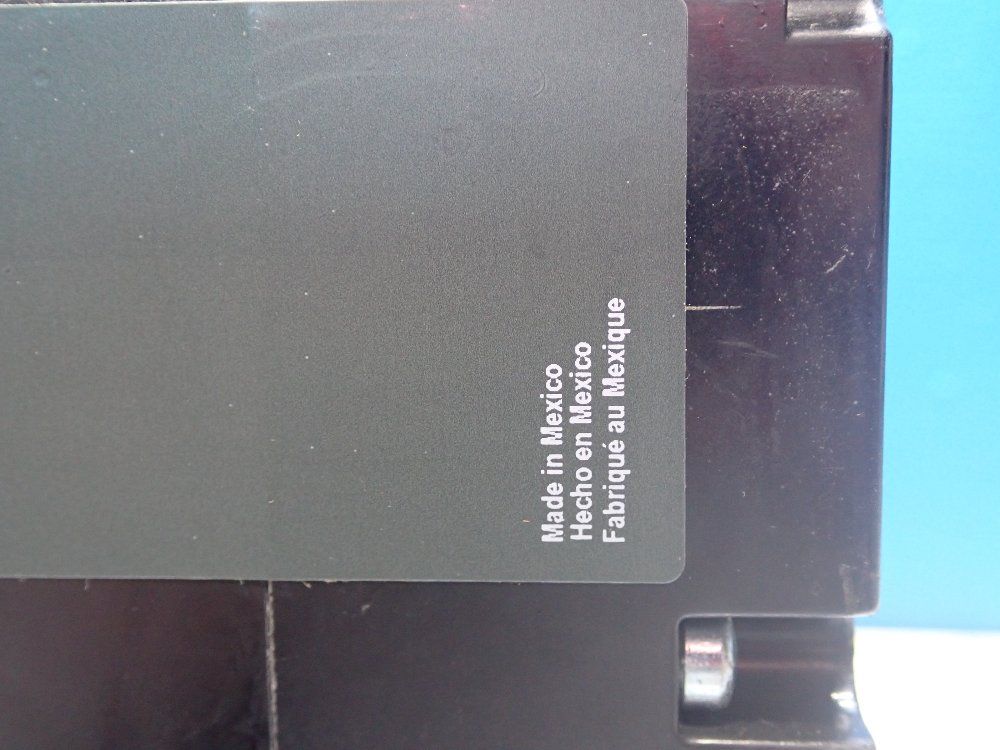 Made in Mexico
Hecho en Mexico
Fabriqué au Mexique